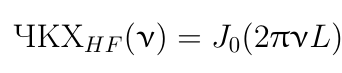 ЧКХ_{HF}(ν) = J_0(2πνL)